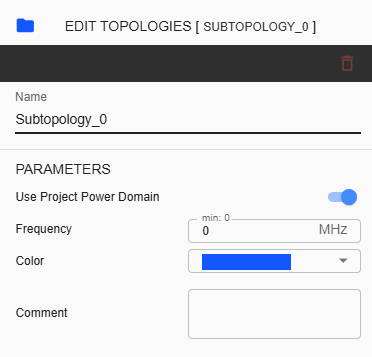 EDIT TOPOLOGIES [ SUBTOPOLOGY_0 ]
Name
Subtopology_0
PARAMETERS
Use Project Power Domain
min: 0
Frequency 0 MHz
Color
Comment